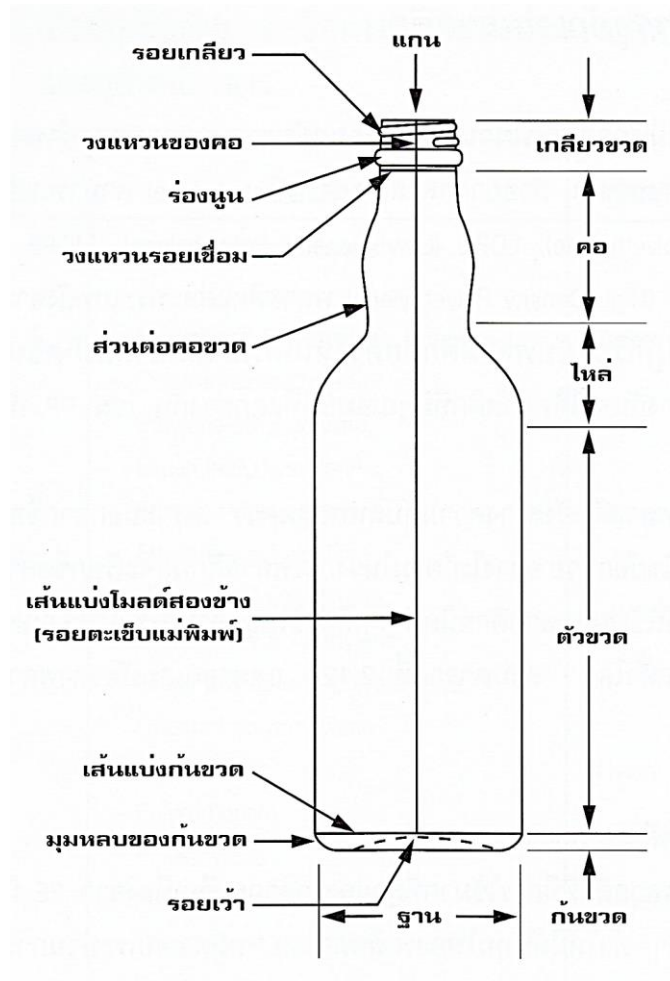 แกน
รอยเกลียว
วงแหวนของคอ
เกลียวขวด
ร่องนูน
วงแหวนรอยเชื่อม
คอ
ส่วนต่อคอขวด
ไหล่
เส้นแบ่งโมลด์สองข้าง
(รอยตะเข็บแม่พิมพ์)
ตัวขวด
เส้นแบ่งก้นขวด
มุมหลบของก้นขวด
รอยเว้า
ฐาน
ก้นขวด